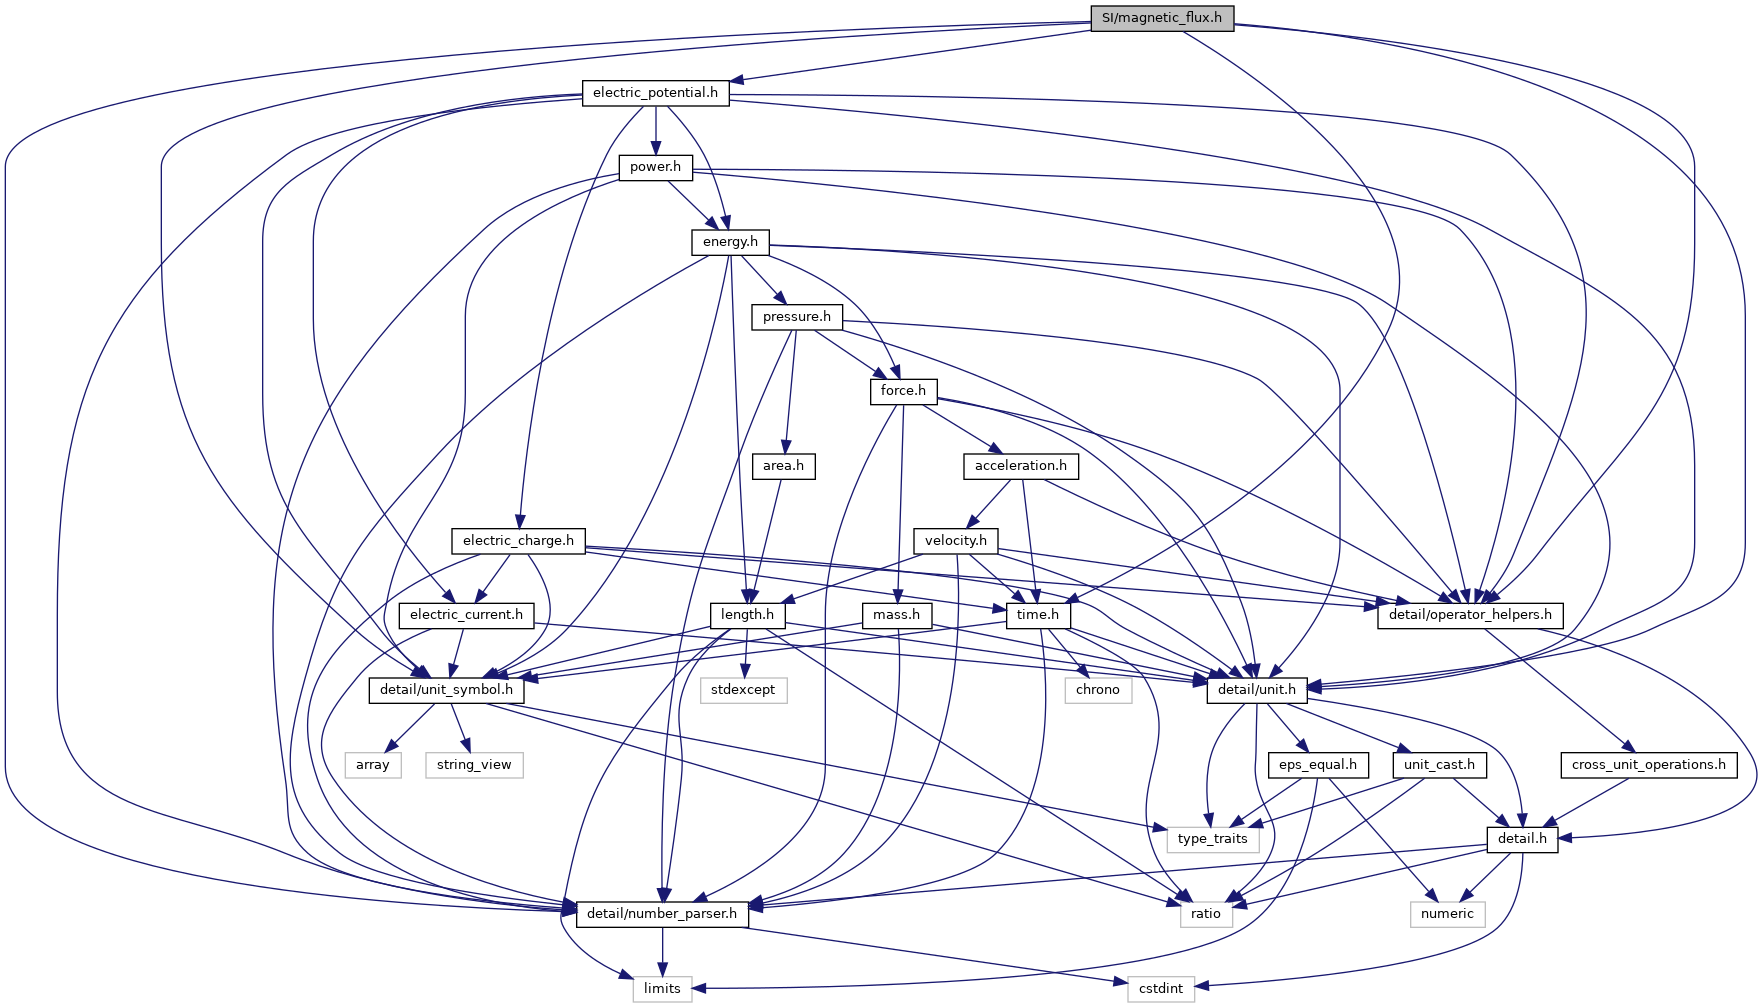 SI/magnetic_flux.h
electric_potential.h
power.h
energy.h
pressure.h
force.h
area.h
acceleration.h
electric_charge.h
velocity.h
electric_current.h
length.h
mass.h
time.h
detail/operator_helpers.h
detail/unit_symbol.h
stdexcept
chrono
detail/unit.h
array
string_view
eps_equal.h
unit_cast.h
cross_unit_operations.h
type_traits
detail.h
detail/number_parser.h
ratio
numeric
limits
cstdint